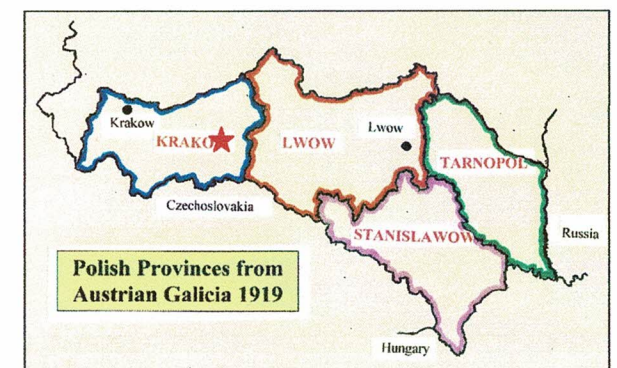 Krakow
KRAKO
LWOW
Lwow
TARNOPOL
Czechoslovakia
STANISLAWOW
Russia
Polish Provinces from
Austrian Galicia 1919
Hungary